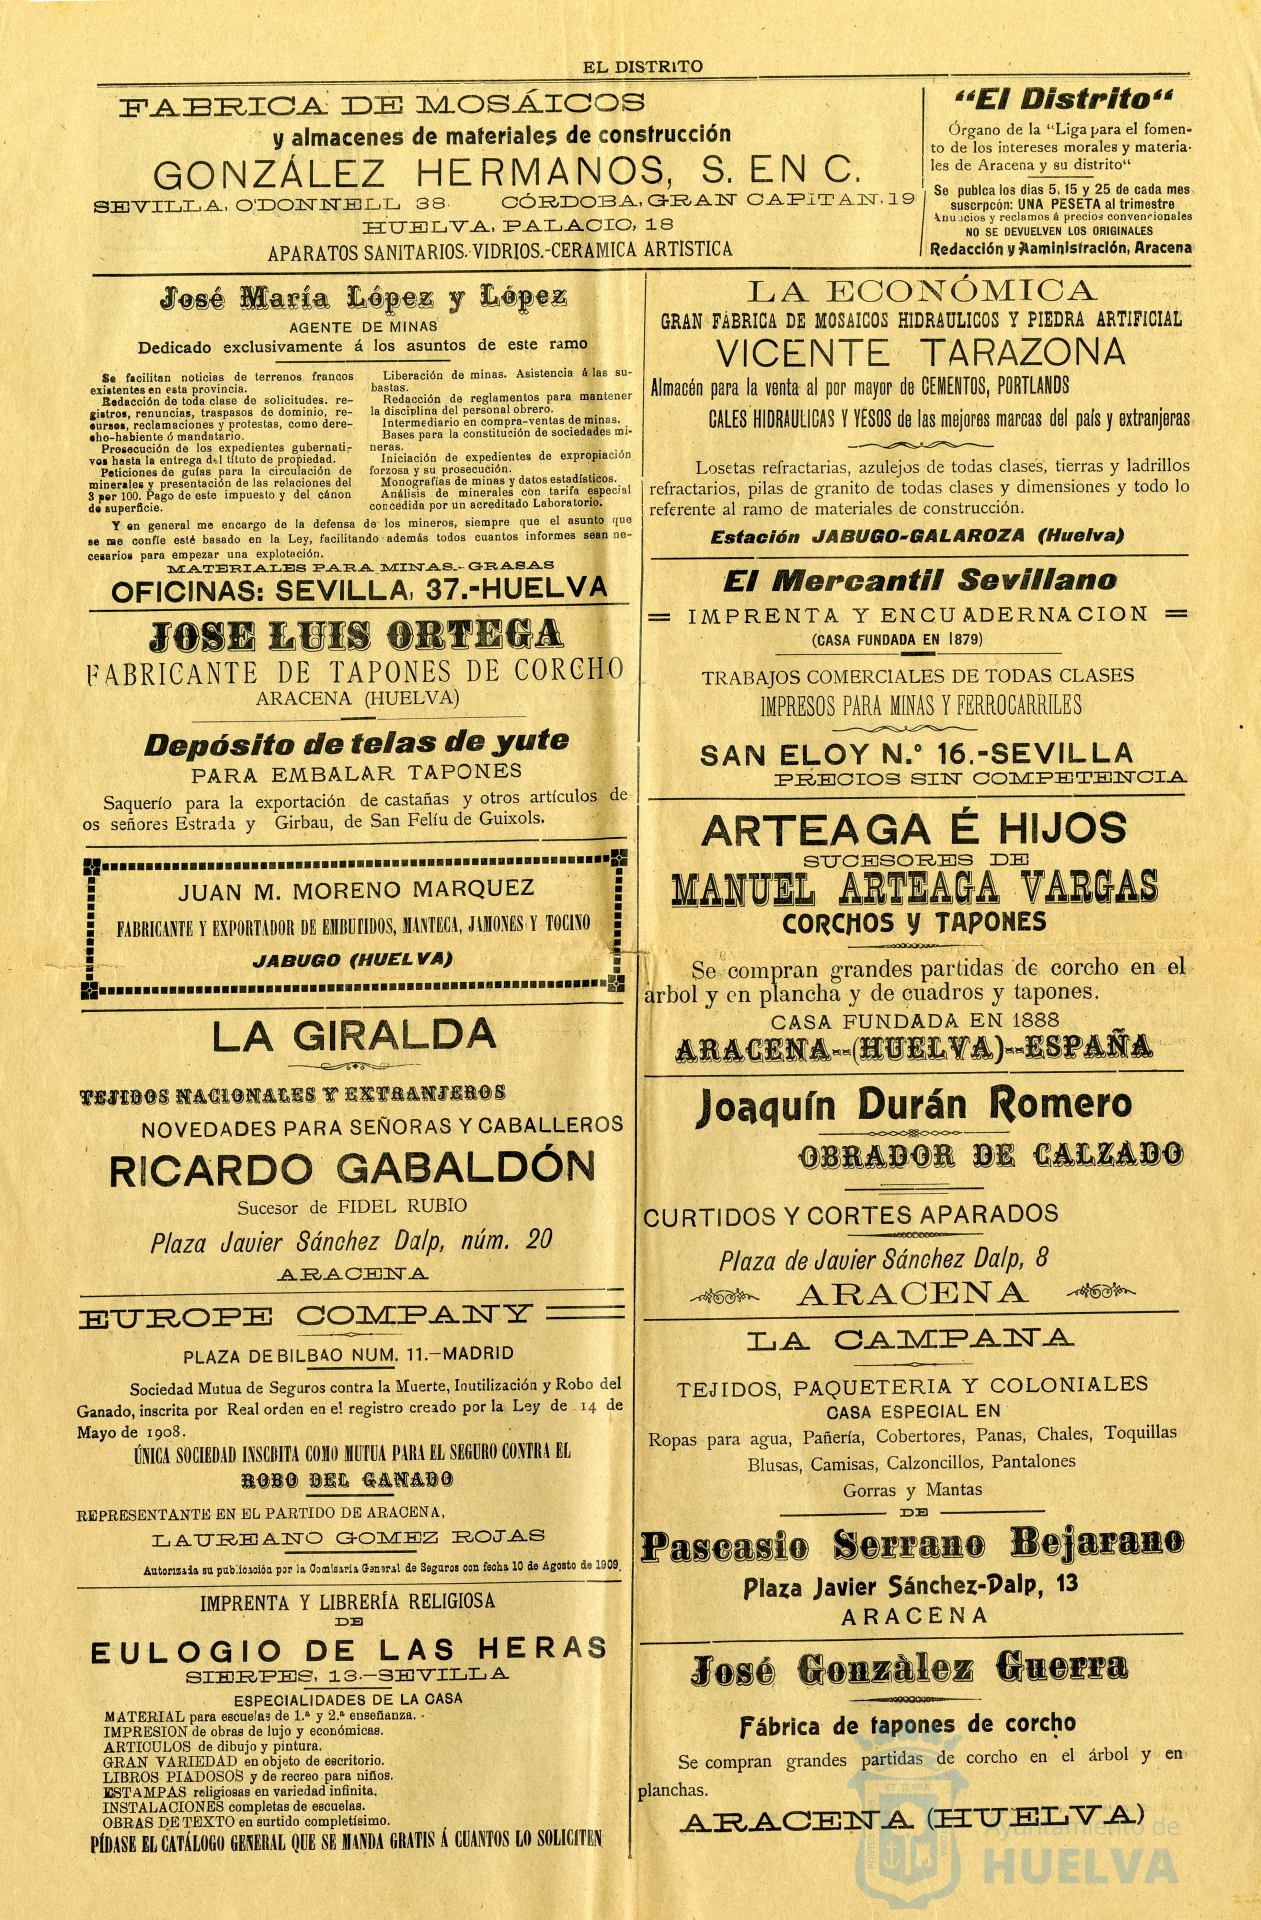 EL DISTRITO
FABRICA DE MOSÁICOS
y almacenes de materiales de construcción
GONZÁLEZ HERMANOS, S. EN C.
SEVILLA, O'DONNELL 38. CÓRDOBA, GRAN CAPITAN, 19
HUELVA, PALACIO, 18
APARATOS SANITARIOS.-VIDRIOS.-CERAMICA ARTÍSTICA
"El Distrito"
Órgano de la "Liga para el fomen-
to de los intereses morales y materia-
les de Aracena y su distrito"
Se publca los días 5, 15 y 25 de cada mes
suscrpcón: UNA PESETA al trimestre
Anuncios y reclamos á precios convencionales
NO SE DEVUELVEN LOS ORIGINALES
Redacción y Aaministración, Aracena
José María López y López
AGENTE DE MINAS
Dedicado exclusivamente á los asuntos de este ramo
Se facilitan noticias de terrenos francos
existentes en esta provincia.
Redacción de toda clase de solicitudes. re-
gistros, renuncias, traspasos de dominio, re-
cursos, reclamaciones y protestas, como dere-
cho-habiente ó mandatario.
Prosecución de los expedientes gubernati-
vos hasta la entrega del títuto de propiedad.
Peticiones de guías para la circulación de
minerales y presentación de las relaciones del
3 por 100. Pago de este impuesto y del cánon
de superficie.
Liberación de minas. Asistencia á las su-
bastas.
Redacción de reglamentos para mantener
la disciplina del personal obrero.
Intermediario en compra-ventas de minas.
Bases para la constitución de sociedades mi-
neras.
Iniciación de expedientes de expropiación
forzosa y su prosecución.
Monografías de minas y datos estadísticos.
Análisis de minerales con tarifa especial
concedida por un acreditado Laboratorio.
Y en general me encargo de la defensa de los mineros, siempre que el asunto que
se me confíe esté basado en la Ley, facilitando además todos cuantos informes sean ne-
cesarios para empezar una explotación.
MATERIALES PARA MINAS.-GRASAS
OFICINAS: SEVILLA, 37.-HUELVA
JOSE LUIS ORTEGA
FABRICANTE DE TAPONES DE CORCHO
ARACENA (HUELVA)
Depósito de telas de yute
PARA EMBALAR TAPONES
Saquerío para la exportación de castañas y otros artículos de
os señores Estrada y Girbau, de San Felíu de Guixols.
JUAN M. MORENO MARQUEZ
FABRICANTE Y EXPORTADOR DE EMBUTIDOS, MANTECA, JAMONES Y TOCINO
JABUGO (HUELVA)
LA GIRALDA
TEJIDOS NACIONALES Y EXTRANJEROS
NOVEDADES PARA SEÑORAS Y CABALLEROS
RICARDO GABALDÓN
Sucesor de FIDEL RUBIO
Plaza Javier Sánchez Dalp, núm. 20
ARACENA
EUROPE COMPANY
PLAZA DE BILBAO NUM. 11.—MADRID
Sociedad Mutua de Seguros contra la Muerte, Inutilización y Robo del
Ganado, inscrita por Real orden en el registro creado por la Ley de 14 de
Mayo de 1908.
ÚNICA SOCIEDAD INSCRITA COMO MUTUA PARA EL SEGURO CONTRA EL
ROBO DEL GANADO
REPRESENTANTE EN EL PARTIDO DE ARACENA,
LAUREANO GOMEZ ROJAS
Autorizada su publicación por la Comisaría General de Seguros con fecha 10 de Agosto de 1909.
IMPRENTA Y LIBRERÍA RELIGIOSA
DE
EULOGIO DE LAS HERAS
SIERPES, 13.—SEVILLA
ESPECIALIDADES DE LA CASA
MATERIAL para escuelas de 1.ª y 2.ª enseñanza.
IMPRESION de obras de lujo y económicas.
ARTICULOS de dibujo y pintura.
GRAN VARIEDAD en objeto de escritorio.
LIBROS PIADOSOS y de recreo para niños.
ESTAMPAS religiosas en variedad infinita.
INSTALACIONES completas de escuelas.
OBRAS DE TEXTO en surtido completísimo.
PÍDASE EL CATÁLOGO GENERAL QUE SE MANDA GRATIS Á CUANTOS LO SOLICITEN
LA ECONÓMICA
GRAN FÁBRICA DE MOSAICOS HIDRAULICOS Y PIEDRA ARTIFICIAL
VICENTE TARAZONA
Almacén para la venta al por mayor de CEMENTOS, PORTLANDS
CALES HIDRAULICAS Y YESOS de las mejores marcas del país y extranjeras
Losetas refractarias, azulejos de todas clases, tierras y ladrillos
refractarios, pilas de granito de todas clases y dimensiones y todo lo
referente al ramo de materiales de construcción.
Estación JABUGO-GALAROZA (Huelva)
El Mercantil Sevillano
= IMPRENTA Y ENCUADERNACION =
(CASA FUNDADA EN 1879)
TRABAJOS COMERCIALES DE TODAS CLASES
IMPRESOS PARA MINAS Y FERROCARRILES
SAN ELOY N.º 16.-SEVILLA
PRECIOS SIN COMPETENCIA
ARTEAGA É HIJOS
SUCESORES DE
MANUEL ARTEAGA VARGAS
CORCHOS y TAPONES
Se compran grandes partidas de corcho en el
árbol y en plancha y de cuadros y tapones.
CASA FUNDADA EN 1888
ARACENA--(HUELVA)--ESPAÑA
Joaquín Durán Romero
OBRADOR DE CALZADO
CURTIDOS Y CORTES APARADOS
Plaza de Javier Sánchez Dalp, 8
ARACENA
LA CAMPANA
TEJIDOS, PAQUETERIA Y COLONIALES
CASA ESPECIAL EN
Ropas para agua, Pañería, Cobertores, Panas, Chales, Toquillas
Blusas, Camisas, Calzoncillos, Pantalones
Gorras y Mantas
DE
Pascasio Serrano Bejarano
Plaza Javier Sánchez-Dalp, 13
ARACENA
José Gonzàlez Guerra
Fábrica de tapones de corcho
Se compran grandes partidas de corcho en el árbol y en
planchas.
ARACENA (HUELVA)
Ayuntamiento de
HUELVA